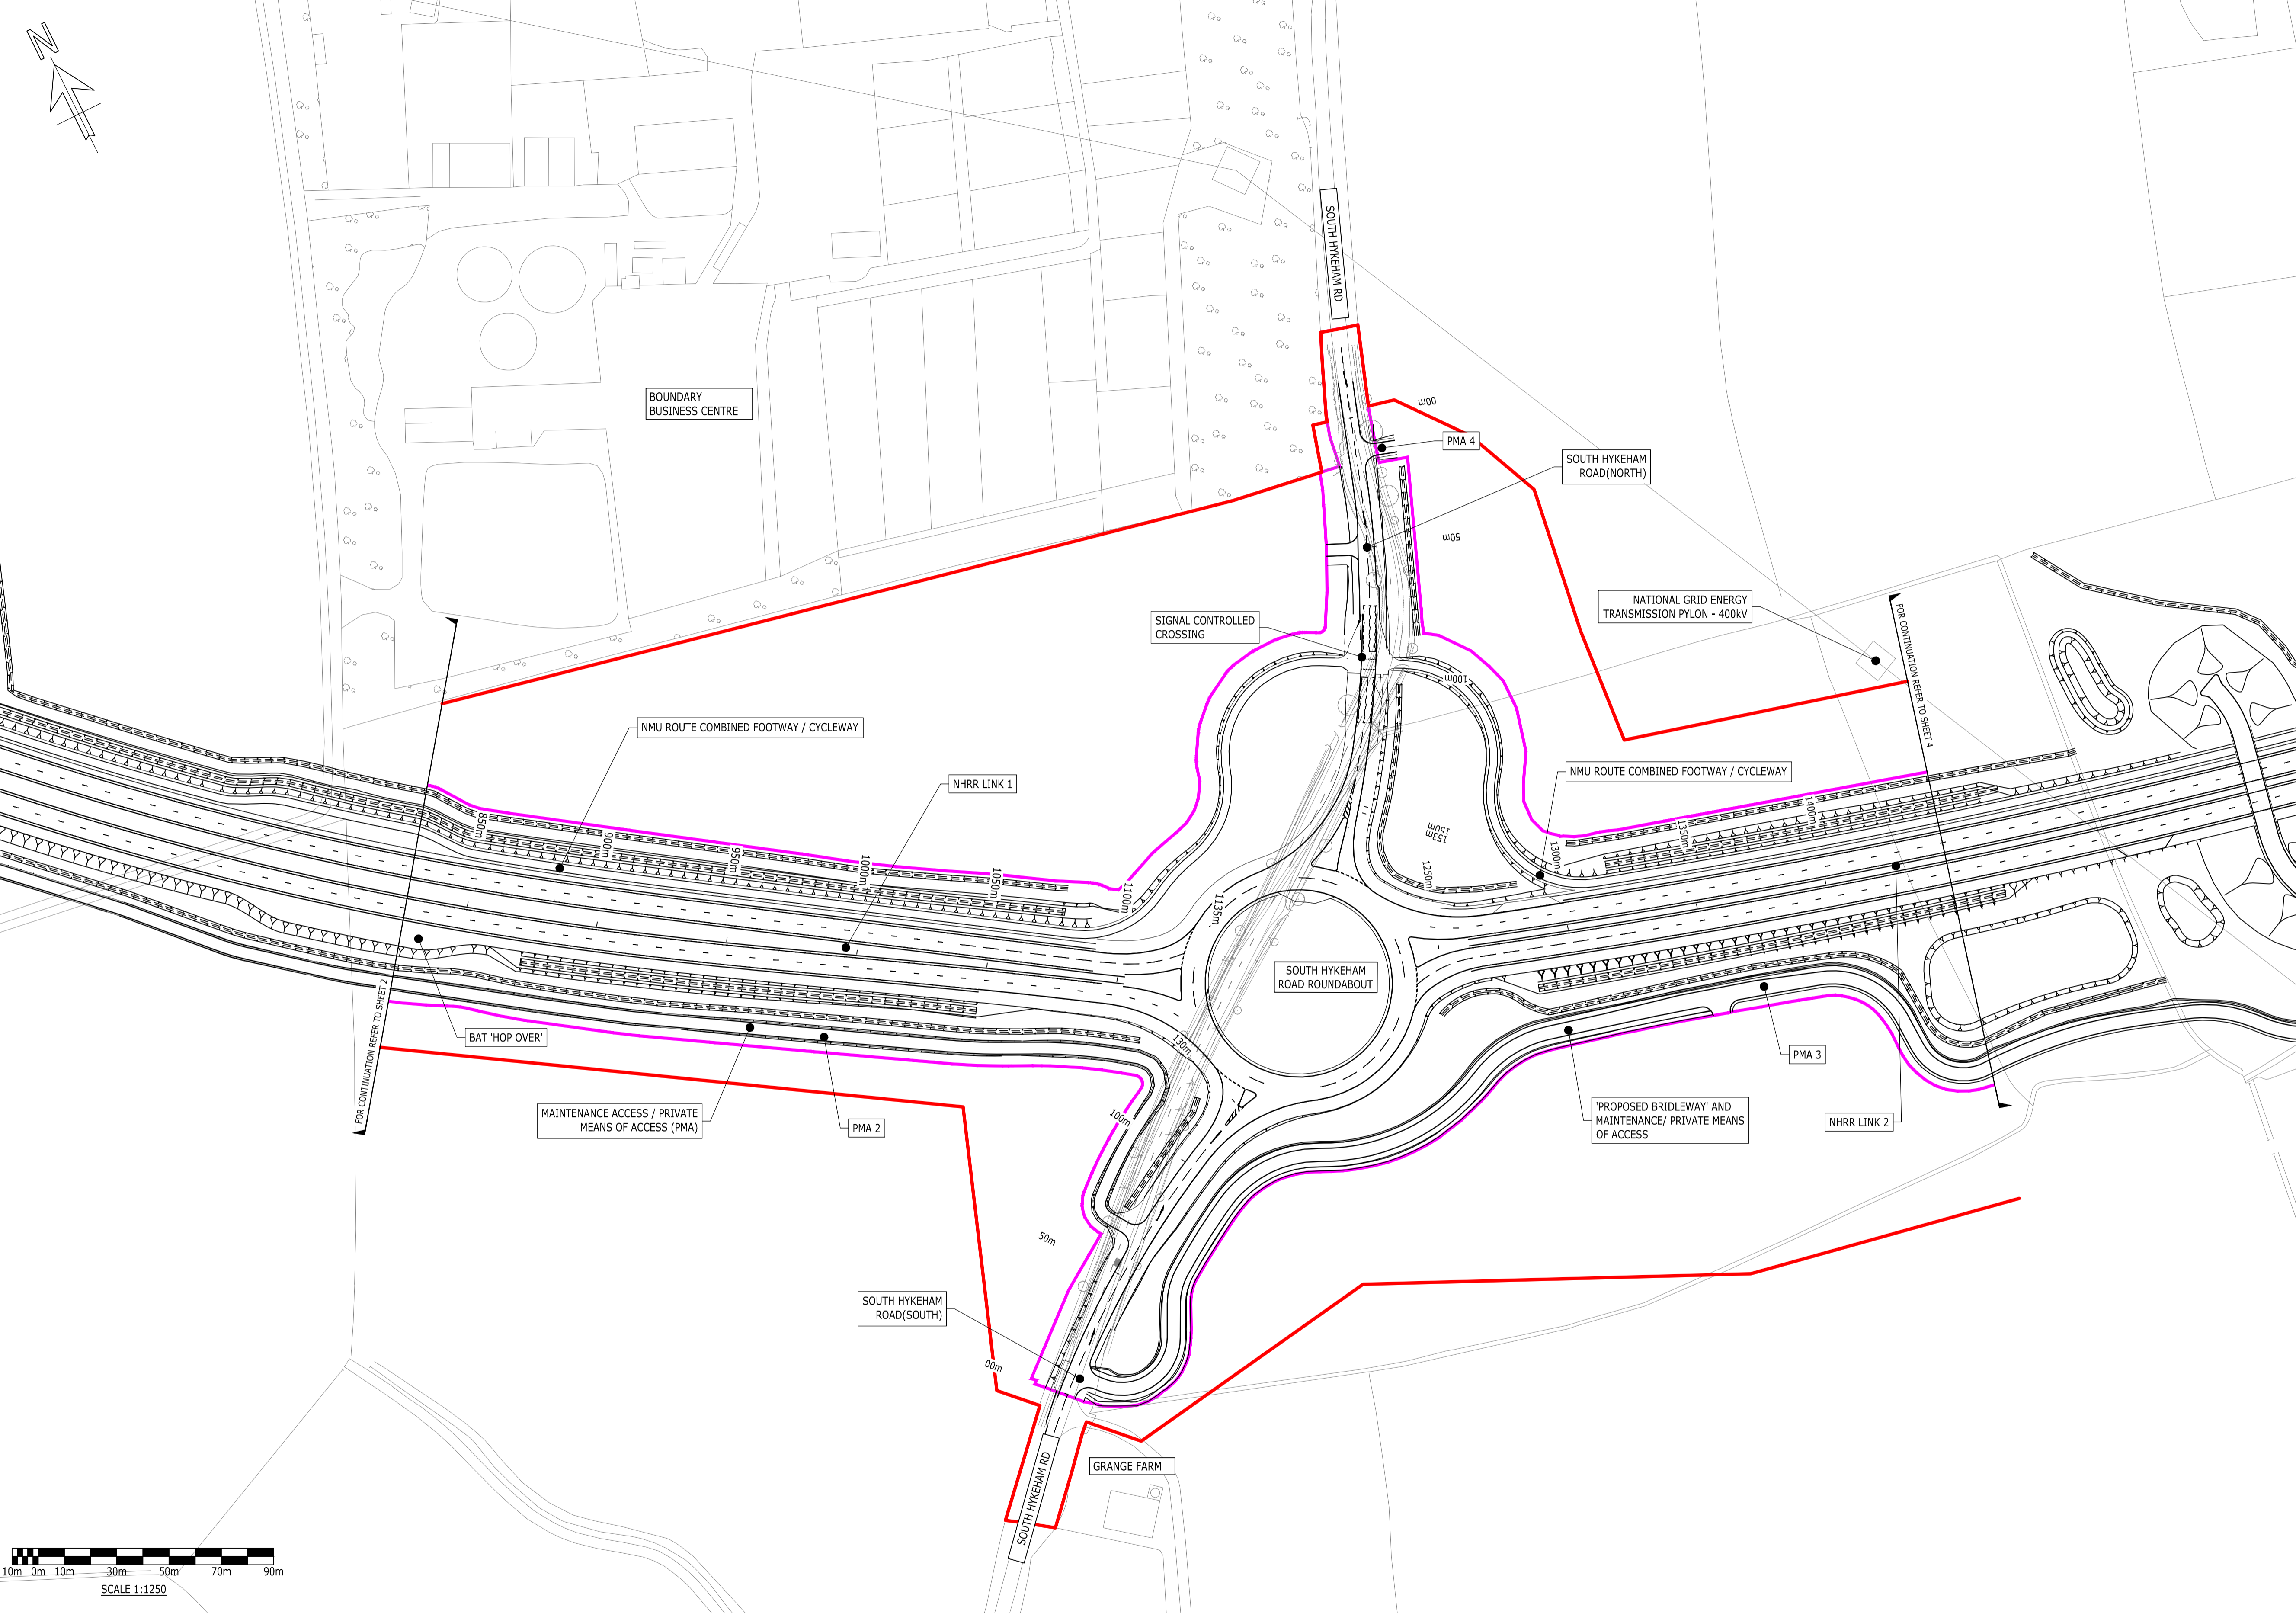 N
SOUTH HYKEHAM RD
BOUNDARY
BUSINESS CENTRE
00m
PMA 4
SOUTH HYKEHAM
ROAD(NORTH)
50m
NATIONAL GRID ENERGY
TRANSMISSION PYLON - 400kV
SIGNAL CONTROLLED
CROSSING
FOR CONTINUATION REFER TO SHEET 4
100m
NMU ROUTE COMBINED FOOTWAY / CYCLEWAY
NHRR LINK 1
NMU ROUTE COMBINED FOOTWAY / CYCLEWAY
850m
900m
950m
1000m
1050m
1100m
1135m
150m
153m
1250m
1300m
1350m
1400m
SOUTH HYKEHAM
ROAD ROUNDABOUT
FOR CONTINUATION REFER TO SHEET 2
BAT 'HOP OVER'
130m
PMA 3
MAINTENANCE ACCESS / PRIVATE
MEANS OF ACCESS (PMA)
PMA 2
100m
'PROPOSED BRIDLEWAY' AND
MAINTENANCE/ PRIVATE MEANS
OF ACCESS
NHRR LINK 2
50m
SOUTH HYKEHAM
ROAD(SOUTH)
00m
GRANGE FARM
SOUTH HYKEHAM RD
10m 0m 10m 30m 50m 70m 90m
SCALE 1:1250